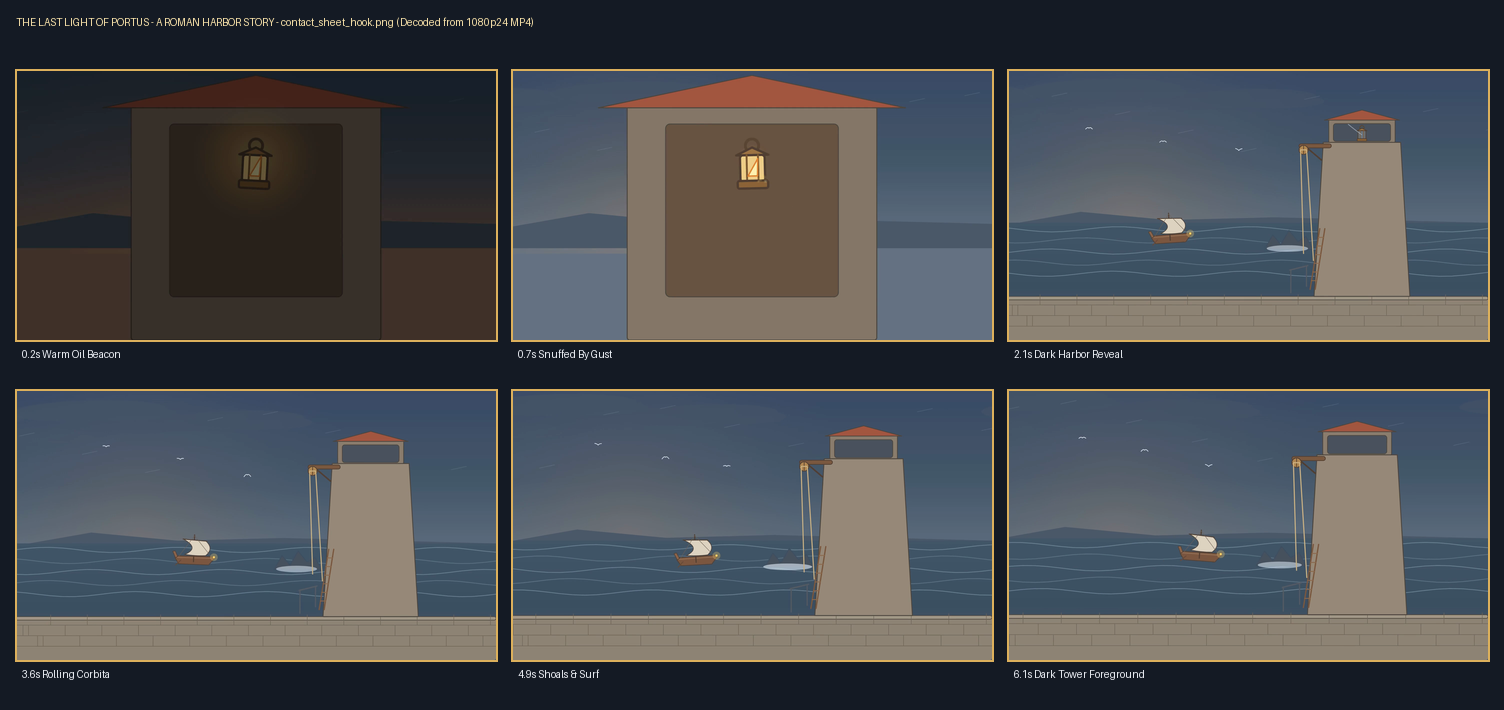 THE LAST LIGHT OF PORTUS - A ROMAN HARBOR STORY - contact_sheet_hook.png (Decoded from 1080p24 MP4)
0.2s Warm Oil Beacon
0.7s Snuffed By Gust
2.1s Dark Harbor Reveal
3.6s Rolling Corbita
4.9s Shoals & Surf
6.1s Dark Tower Foreground